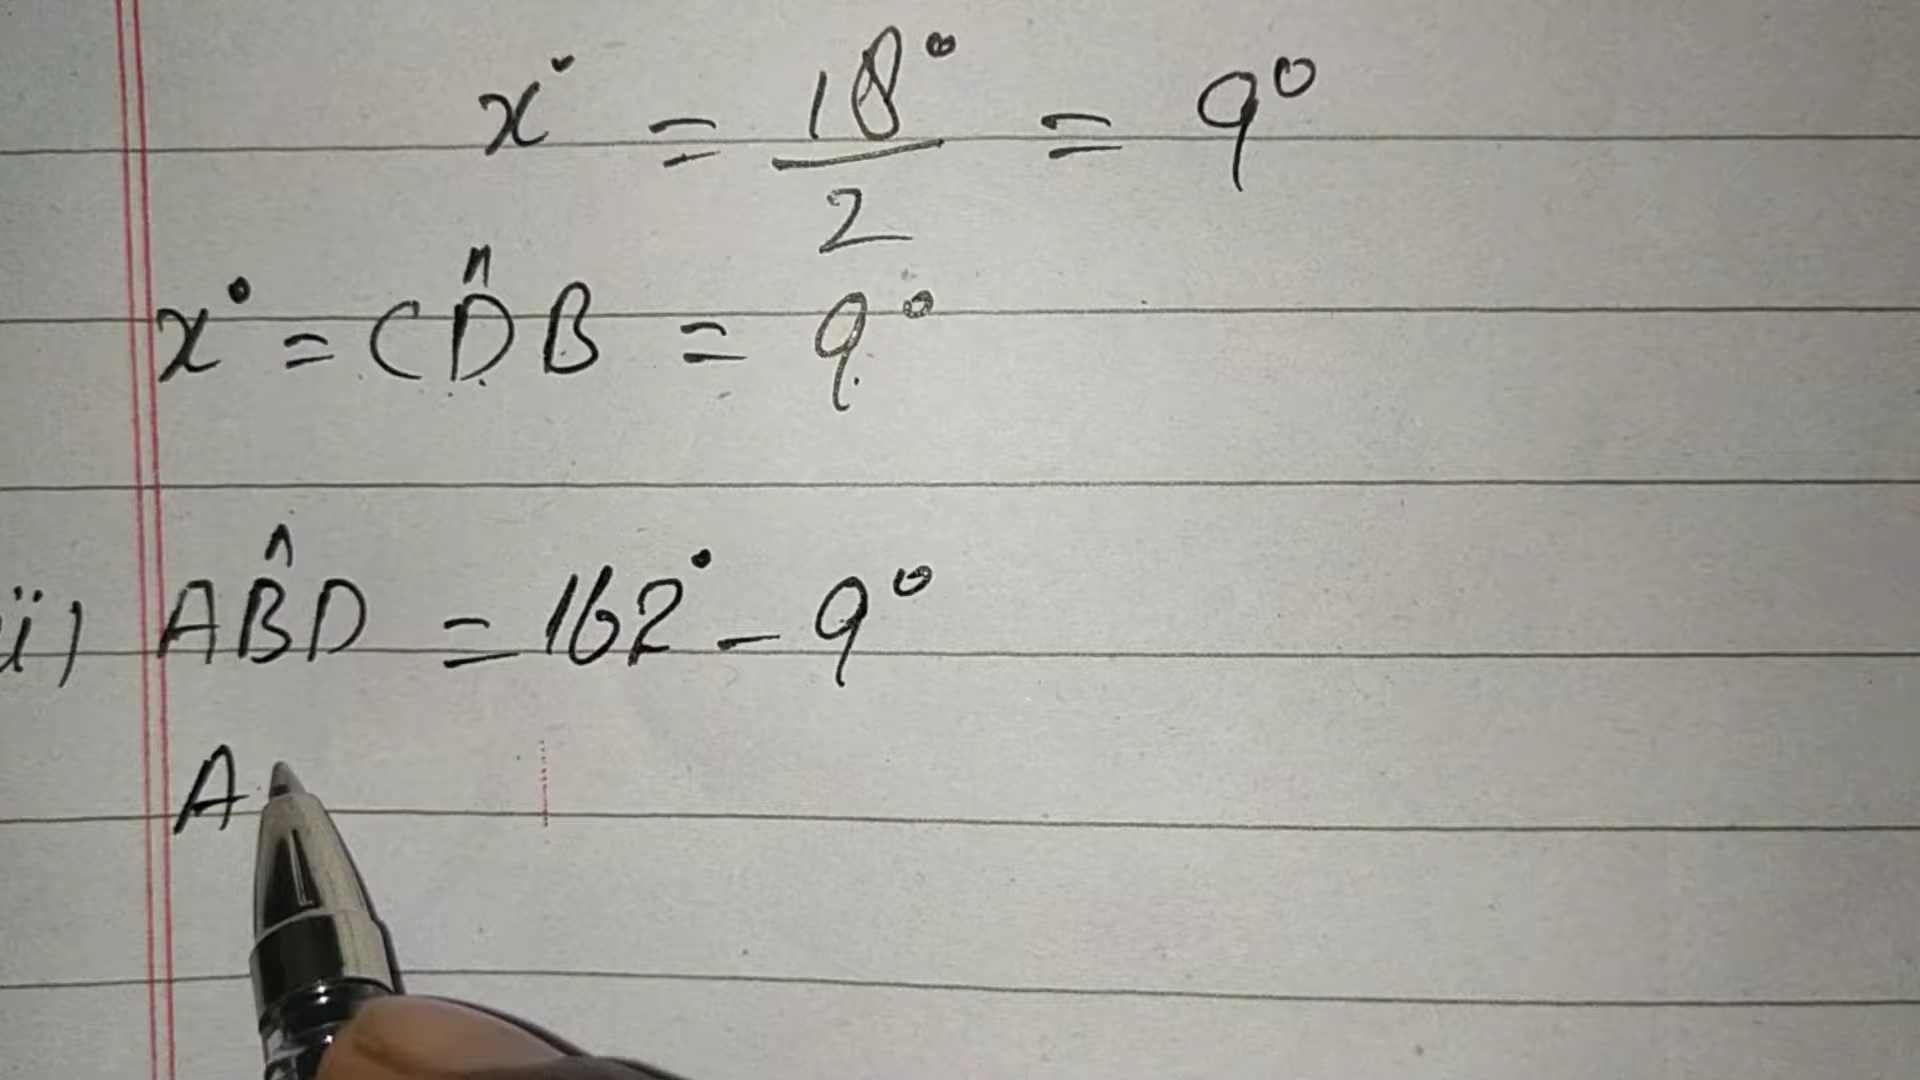 x° = 18°/2 = 9°
x° = CD̂B = 9°
ii) AB̂D = 162° - 9°
A